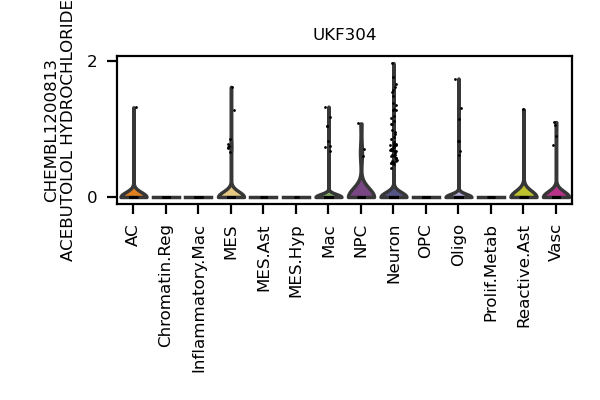 UKF304
CHEMBL1200813
ACEBUTOLOL HYDROCHLORIDE
2
0
AC
Chromatin.Reg
Inflammatory.Mac
MES
MES.Ast
MES.Hyp
Mac
NPC
Neuron
OPC
Oligo
Prolif.Metab
Reactive.Ast
Vasc